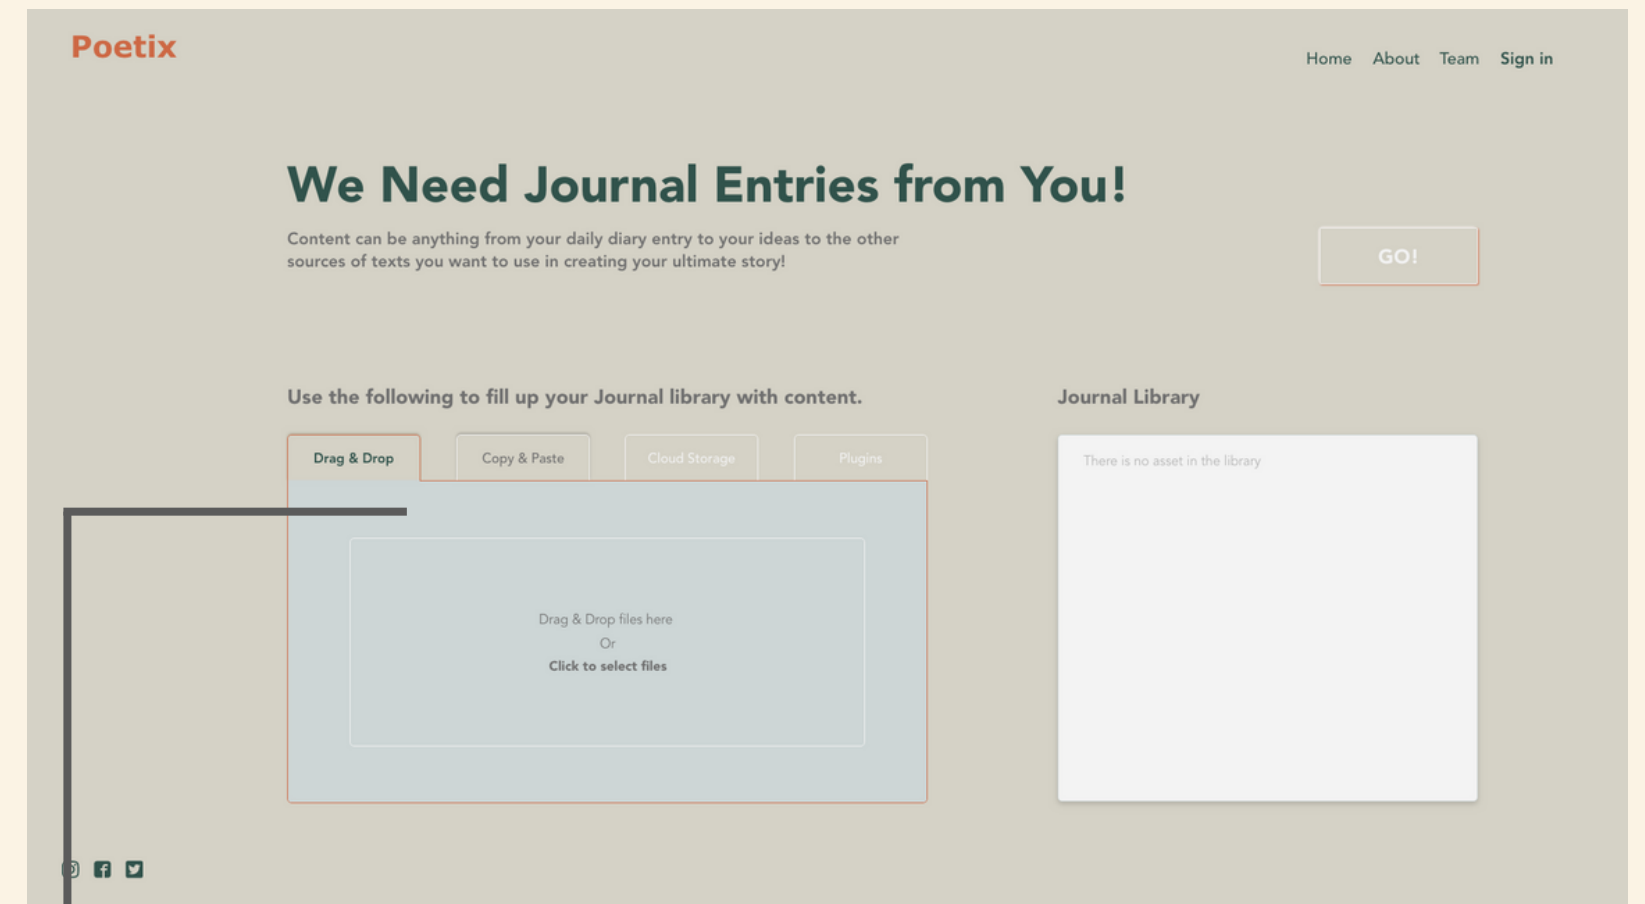 Poetix
Home About Team Sign in
We Need Journal Entries from You!
Content can be anything from your daily diary entry to your ideas to the other
sources of texts you want to use in creating your ultimate story!
GO!
Use the following to fill up your Journal library with content.
Journal Library
Drag & Drop Copy & Paste Cloud Storage Plugins
There is no asset in the library
Drag & Drop files here
Or
Click to select files